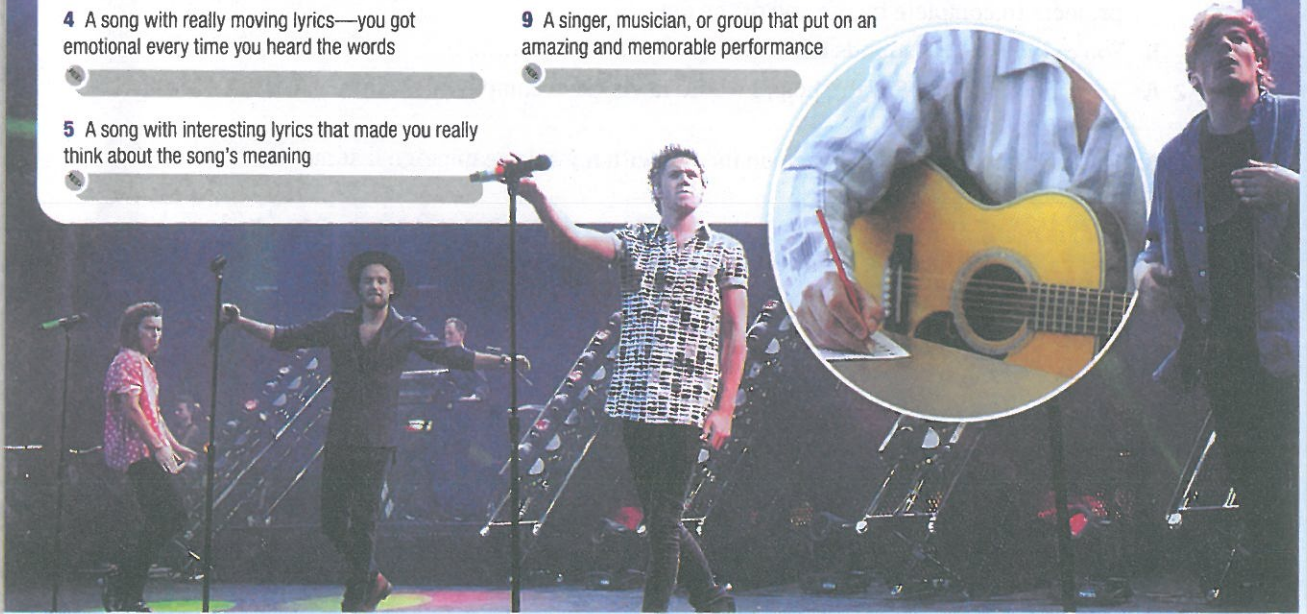 4 A song with really moving lyrics—you got
emotional every time you heard the words
5 A song with interesting lyrics that made you really
think about the song's meaning
9 A singer, musician, or group that put on an
amazing and memorable performance